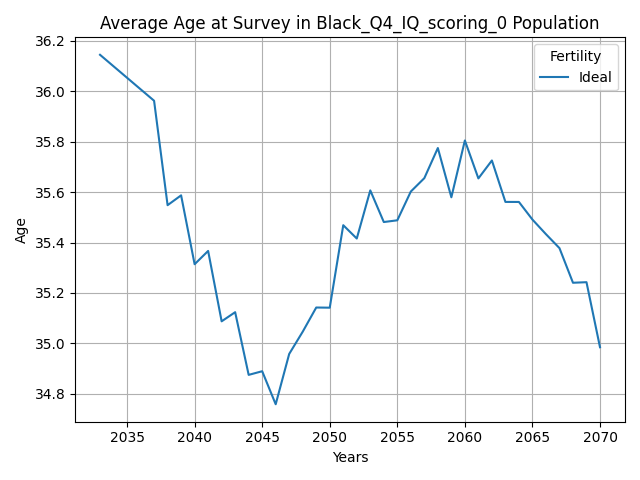 Average Age at Survey in Black_Q4_IQ_scoring_0 Population
Fertility
Ideal
36.2
36.0
35.8
35.6
35.4
35.2
35.0
34.8
Age
2035 2040 2045 2050 2055 2060 2065 2070
Years